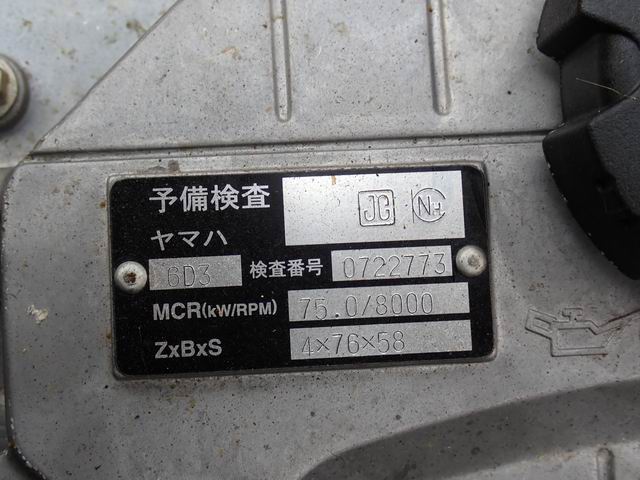 予備検査 JG NH
ヤマハ
6D3 検査番号 0722773
MCR(kW/RPM) 75.0/8000
ZxBxS 4×76×58